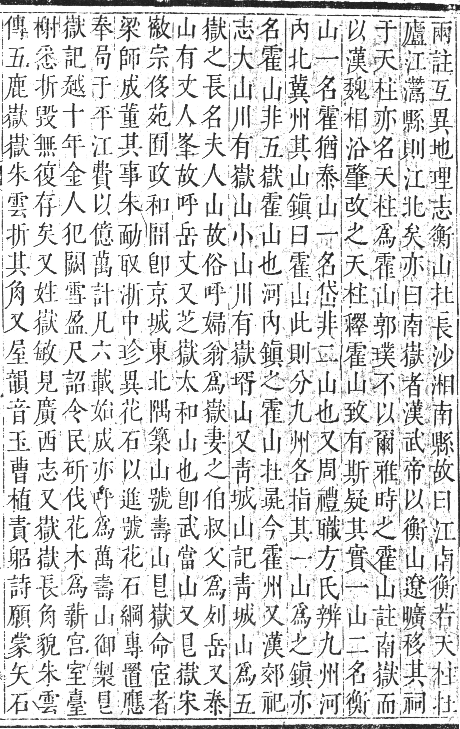 兩註互異地理志衡山在長沙湘南縣故曰江南衡若天柱在
廬江灊縣則江北矣亦曰南嶽者漢武帝以衡山遼曠移其祠
于天柱亦名天柱為霍山郭璞不以爾雅時之霍山註南嶽而
以漢魏相沿肇改之天柱釋霍山致有斯疑其實一山二名衡
山一名霍猶泰山一名岱非二山也又周禮職方氏辨九州河
內北冀州其山鎮曰霍山此則分九州各指其一山為之鎮亦
名霍山非五嶽霍山也河內鎮之霍山在彘今霍州又漢郊祀
志大山川有嶽山小山川有嶽壻山又靑城山記靑城山為五
嶽之長名夫人山故俗呼婦翁為嶽妻之伯叔父為列岳又泰
山有丈人峯故呼岳丈又芝嶽太和山也卽武當山又艮嶽宋
徽宗侈苑囿政和間卽京城東北隅築山號壽山艮嶽命宦者
梁師成董其事朱勔取浙中珍異花石以進號花石綱專置應
奉局于平江費以億萬計凡六載始成亦呼為萬壽山御製艮
嶽記越十年金人犯闕雪盈尺詔令民斫伐花木為薪宮室臺
榭悉折毀無復存矣又姓嶽敏見廣西志又嶽嶽長角貌朱雲
傳五鹿嶽嶽朱雲折其角又屋韻音玉曹植責躬詩願蒙矢石